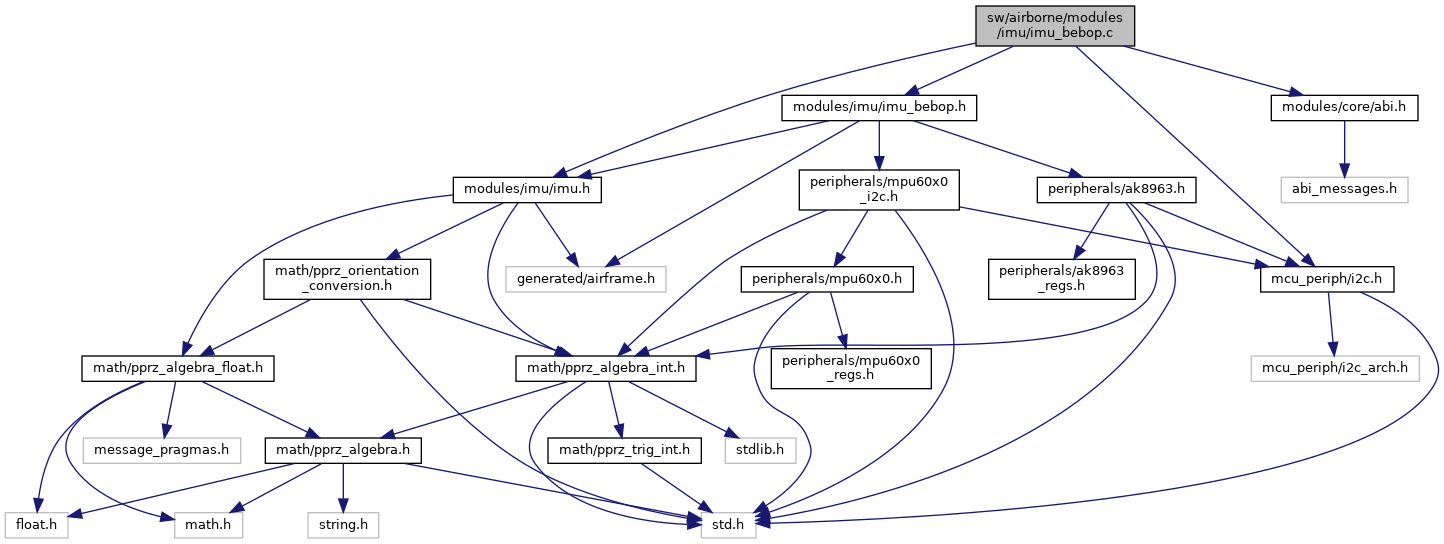 sw/airborne/modules
/imu/imu_bebop.c
modules/imu/imu_bebop.h
modules/core/abi.h
modules/imu/imu.h
peripherals/mpu60x0
_i2c.h
peripherals/ak8963.h
abi_messages.h
math/pprz_orientation
_conversion.h
generated/airframe.h
peripherals/mpu60x0.h
peripherals/ak8963
_regs.h
mcu_periph/i2c.h
math/pprz_algebra_float.h
math/pprz_algebra_int.h
peripherals/mpu60x0
_regs.h
mcu_periph/i2c_arch.h
message_pragmas.h
math/pprz_algebra.h
math/pprz_trig_int.h
stdlib.h
float.h
math.h
string.h
std.h